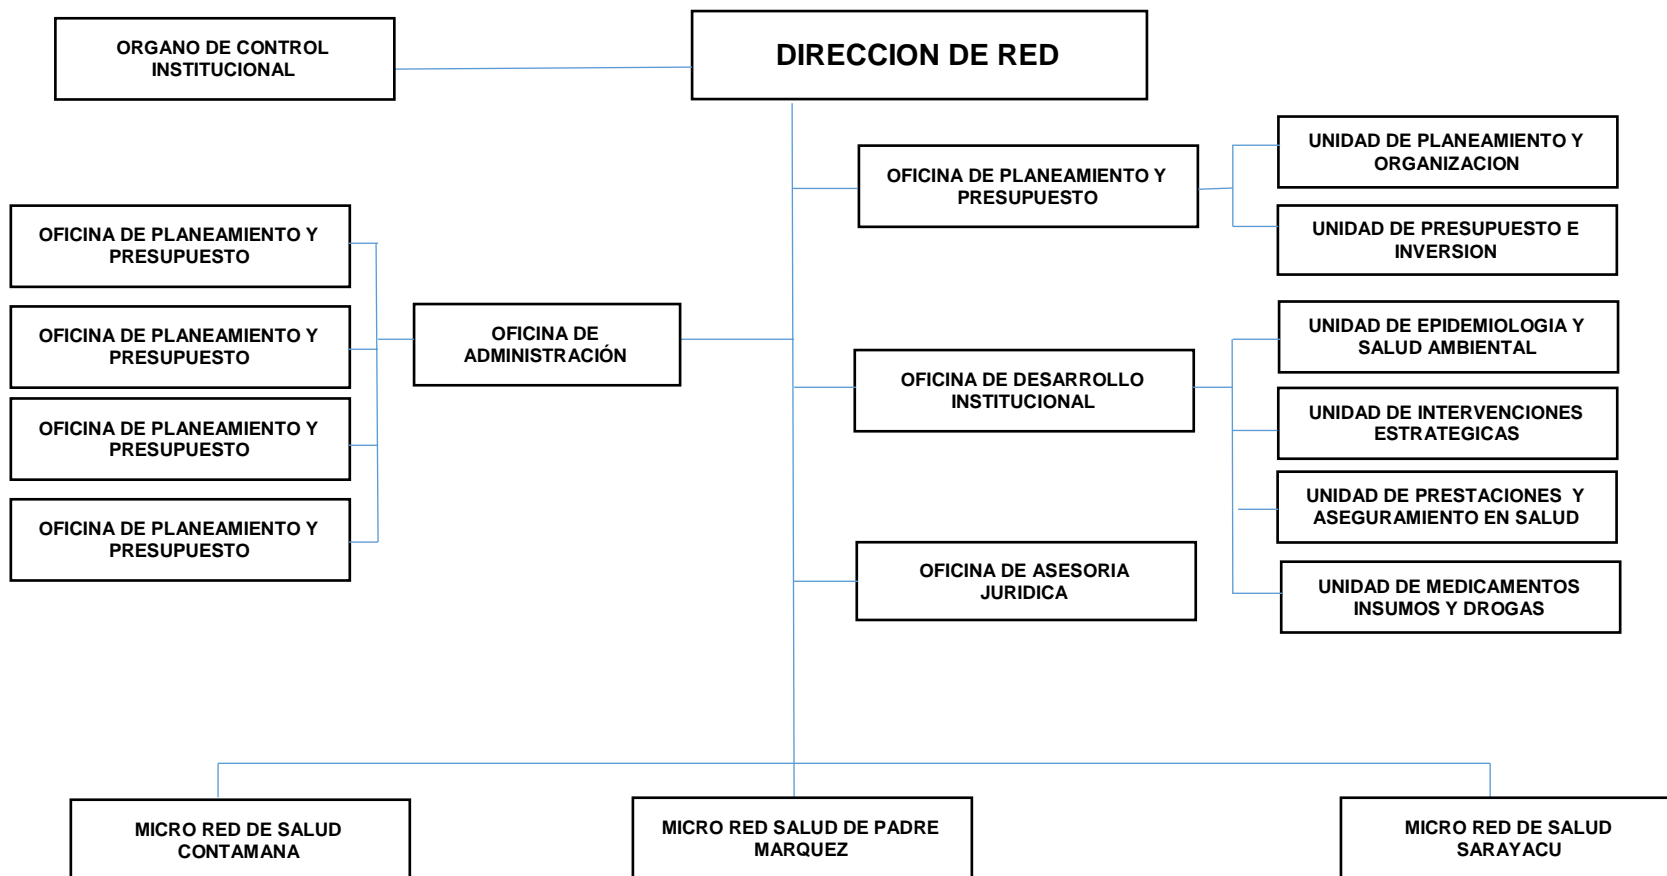 ORGANO DE CONTROL
INSTITUCIONAL
DIRECCION DE RED
OFICINA DE PLANEAMIENTO Y
PRESUPUESTO
UNIDAD DE PLANEAMIENTO Y
ORGANIZACION
UNIDAD DE PRESUPUESTO E
INVERSION
OFICINA DE PLANEAMIENTO Y
PRESUPUESTO
OFICINA DE PLANEAMIENTO Y
PRESUPUESTO
OFICINA DE PLANEAMIENTO Y
PRESUPUESTO
OFICINA DE PLANEAMIENTO Y
PRESUPUESTO
OFICINA DE
ADMINISTRACIÓN
OFICINA DE DESARROLLO
INSTITUCIONAL
UNIDAD DE EPIDEMIOLOGIA Y
SALUD AMBIENTAL
UNIDAD DE INTERVENCIONES
ESTRATEGICAS
UNIDAD DE PRESTACIONES Y
ASEGURAMIENTO EN SALUD
UNIDAD DE MEDICAMENTOS
INSUMOS Y DROGAS
OFICINA DE ASESORIA
JURIDICA
MICRO RED DE SALUD
CONTAMANA
MICRO RED SALUD DE PADRE
MARQUEZ
MICRO RED DE SALUD
SARAYACU